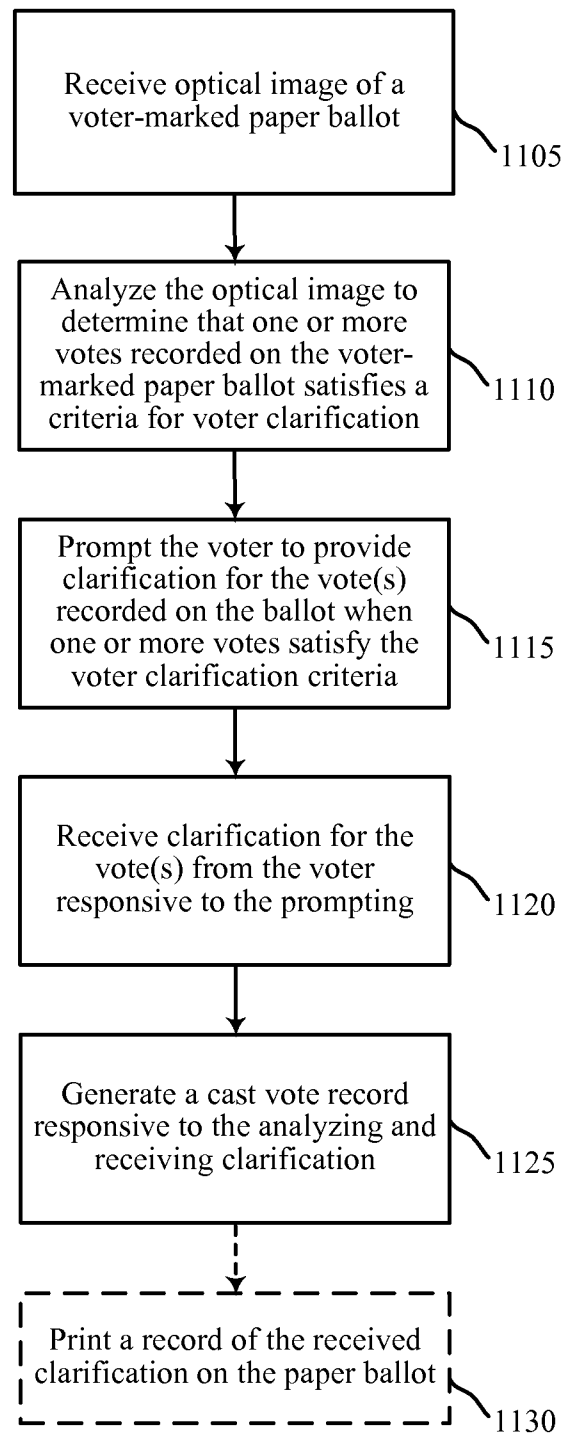 Receive optical image of a
voter-marked paper ballot
1105
Analyze the optical image to
determine that one or more
votes recorded on the voter-
marked paper ballot satisfies a
criteria for voter clarification
1110
Prompt the voter to provide
clarification for the vote(s)
recorded on the ballot when
one or more votes satisfy the
voter clarification criteria
1115
Receive clarification for the
vote(s) from the voter
responsive to the prompting
1120
Generate a cast vote record
responsive to the analyzing and
receiving clarification
1125
Print a record of the received
clarification on the paper ballot
1130